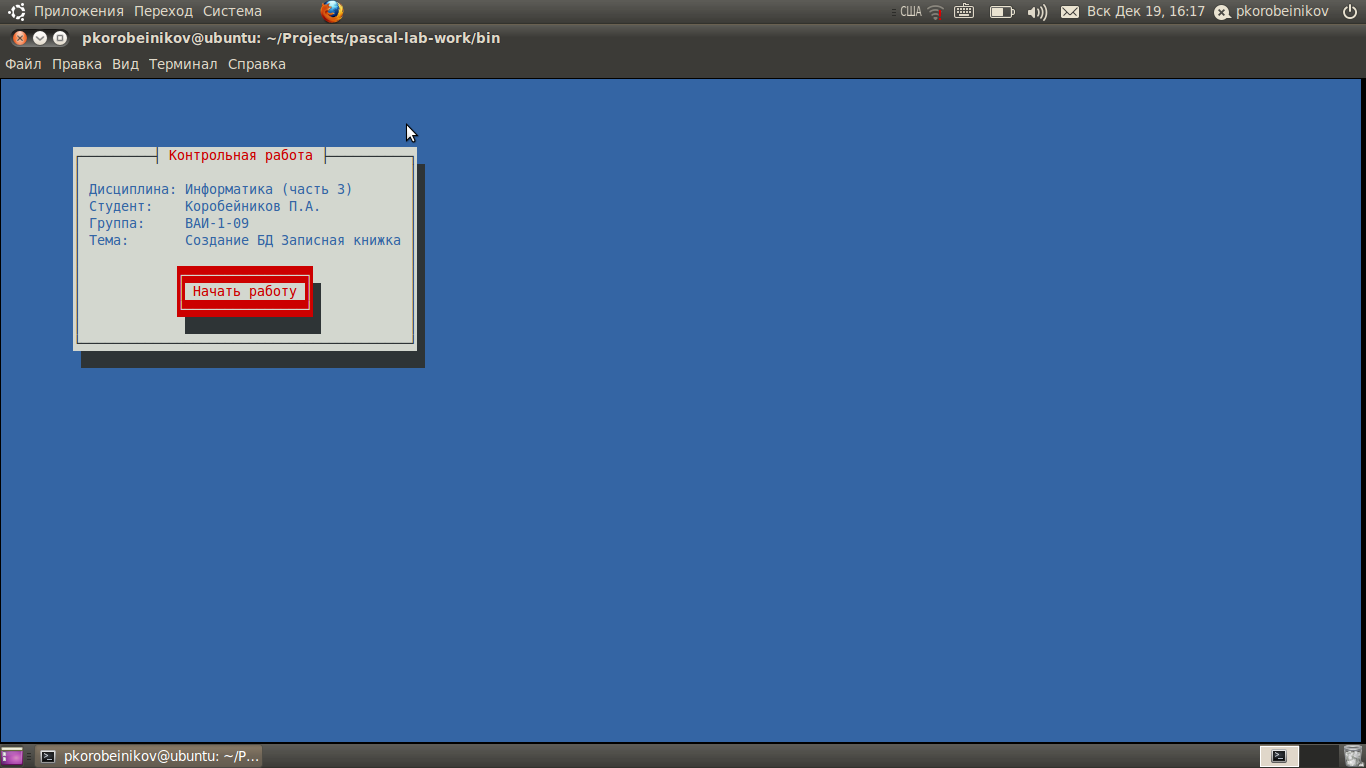 Приложения Переход Система США Вск Дек 19, 16:17 pkorobeinikov
pkorobeinikov@ubuntu: ~/Projects/pascal-lab-work/bin
Файл Правка Вид Терминал Справка
Контрольная работа
Дисциплина: Информатика (часть 3)
Студент: Коробейников П.А.
Группа: ВАИ-1-09
Тема: Создание БД Записная книжка
Начать работу
pkorobeinikov@ubuntu: ~/P...